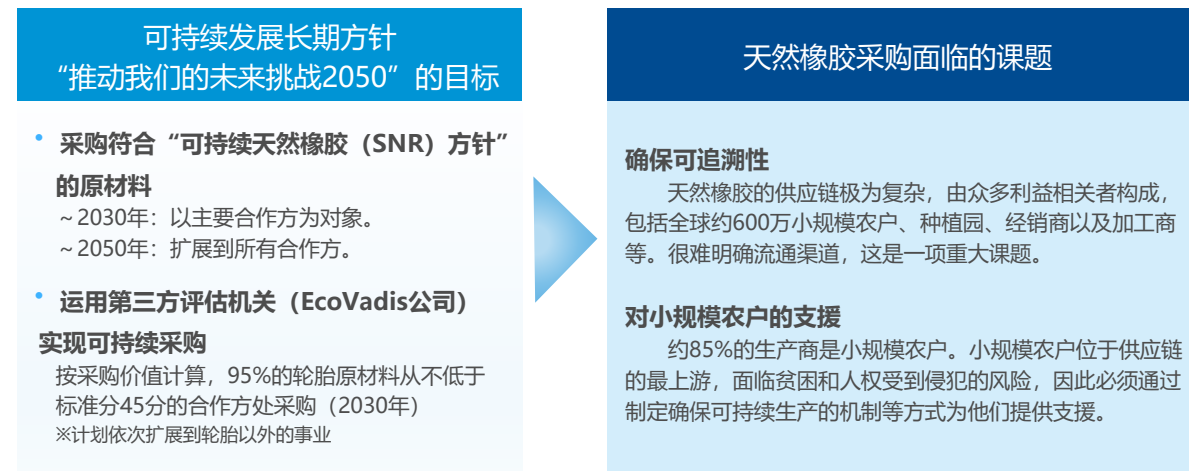 可持续发展长期方针
“推动我们的未来挑战2050”的目标
• 采购符合“可持续天然橡胶（SNR）方针”
的原材料
～2030年：以主要合作方为对象。
～2050年：扩展到所有合作方。
• 运用第三方评估机关（EcoVadis公司）
实现可持续采购
按采购价值计算，95%的轮胎原材料从不低于
标准分45分的合作方处采购（2030年）
※计划依次扩展到轮胎以外的事业
天然橡胶采购面临的课题
确保可追溯性
天然橡胶的供应链极为复杂，由众多利益相关者构成，
包括全球约600万小规模农户、种植园、经销商以及加工商
等。很难明确流通渠道，这是一项重大课题。
对小规模农户的支援
约85%的生产商是小规模农户。小规模农户位于供应链
的最上游，面临贫困和人权受到侵犯的风险，因此必须通过
制定确保可持续生产的机制等方式为他们提供支援。